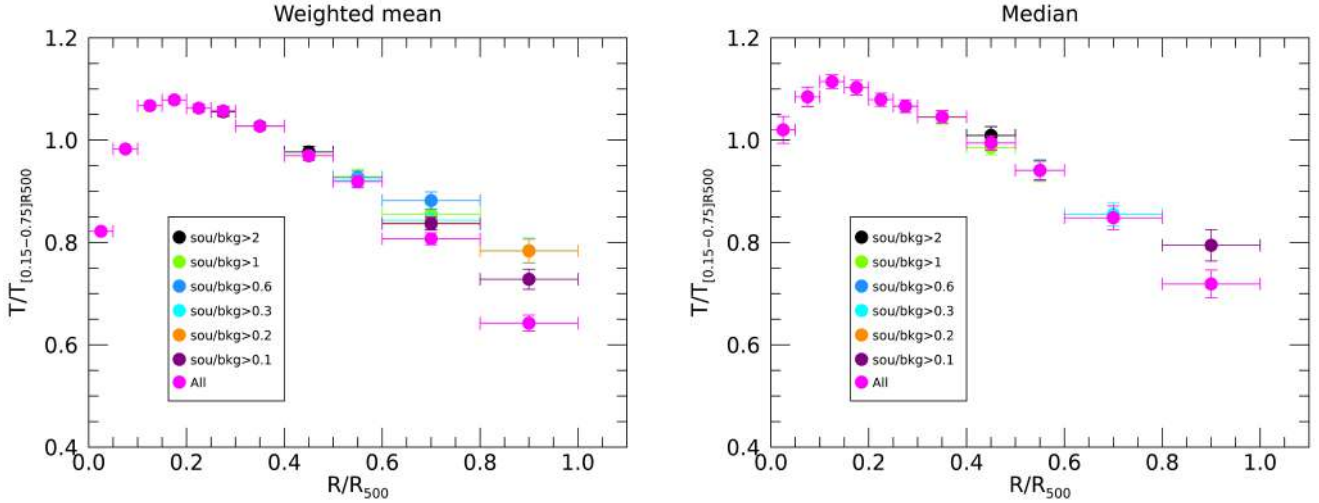 Weighted mean
1.2
1.0
0.8
0.6
0.4
T/T[0.15−0.75]R500
sou/bkg>2
sou/bkg>1
sou/bkg>0.6
sou/bkg>0.3
sou/bkg>0.2
sou/bkg>0.1
All
0.0 0.2 0.4 0.6 0.8 1.0
R/R500
Median
1.2
1.0
0.8
0.6
0.4
T/T[0.15−0.75]R500
sou/bkg>2
sou/bkg>1
sou/bkg>0.6
sou/bkg>0.3
sou/bkg>0.2
sou/bkg>0.1
All
0.0 0.2 0.4 0.6 0.8 1.0
R/R500